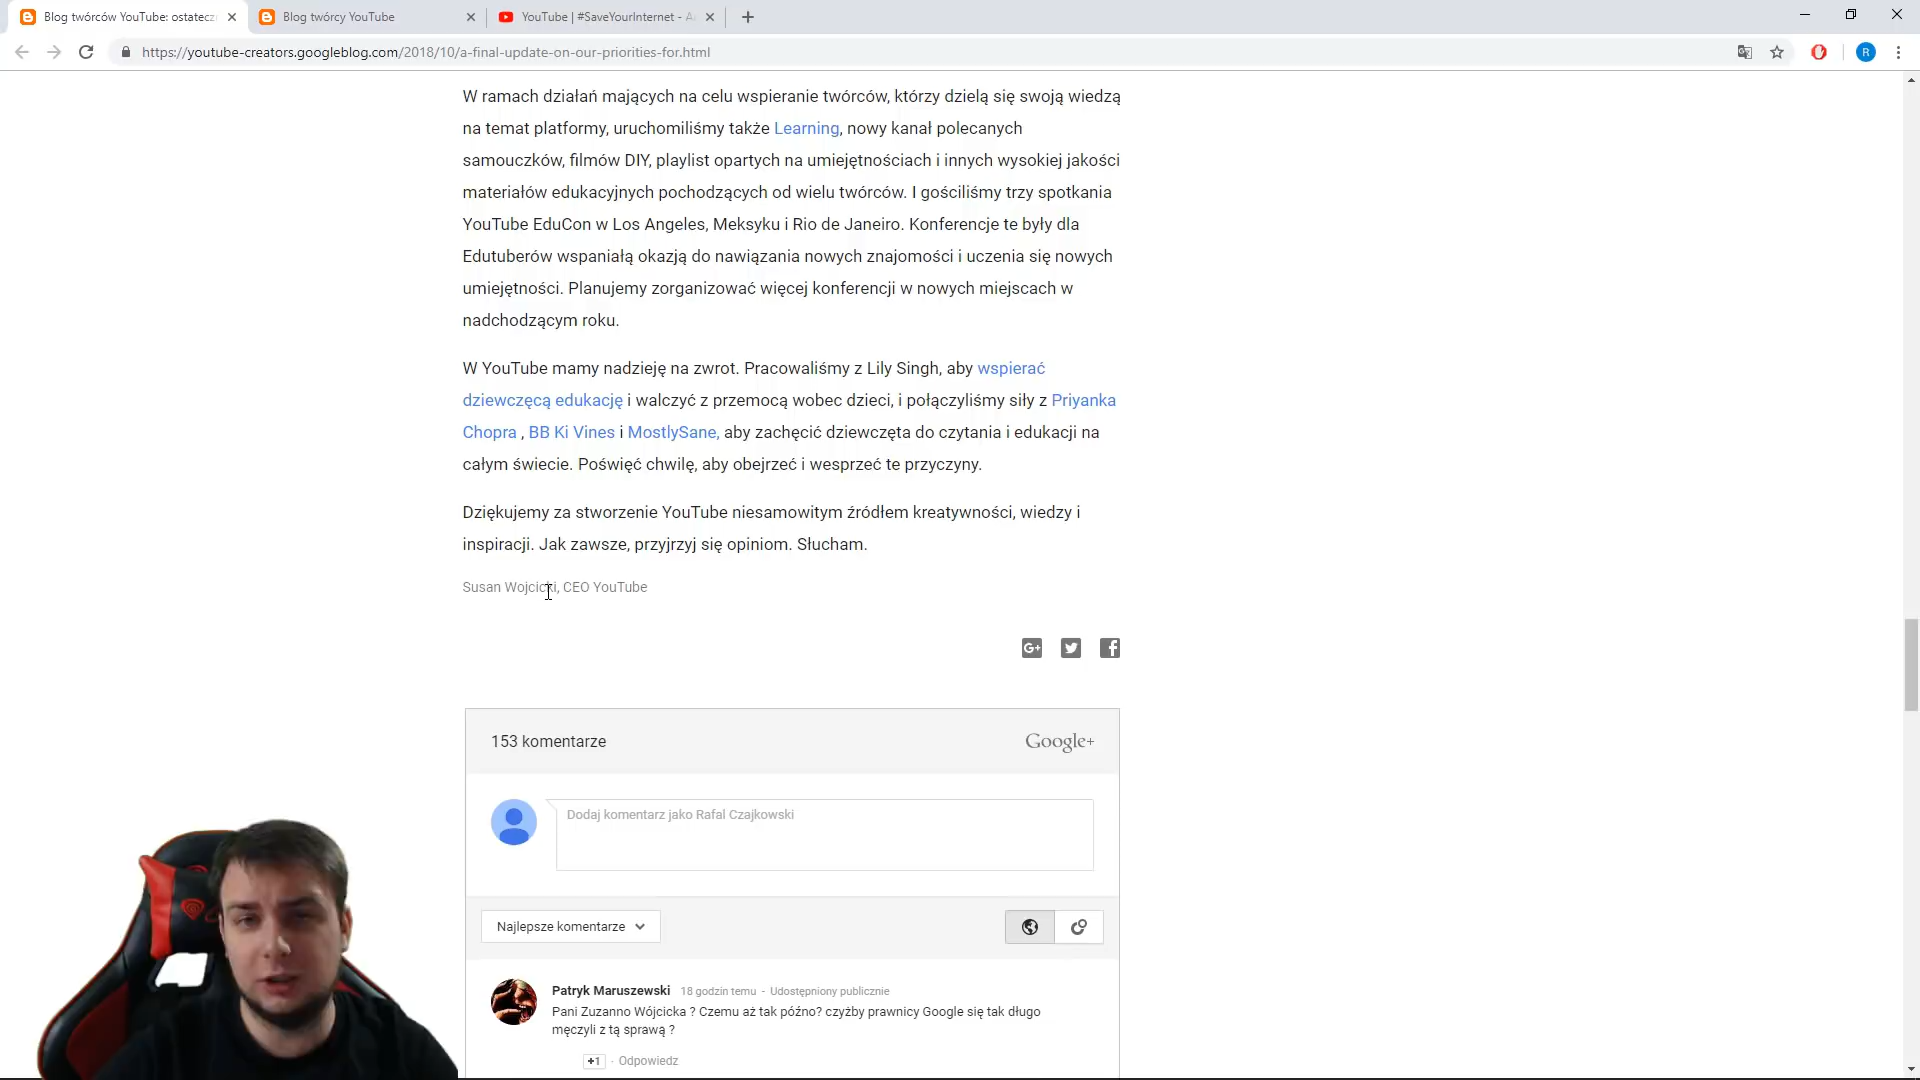 Blog twórców YouTube: ostatecz
Blog twórcy YouTube
YouTube | #SaveYourInternet - A
https://youtube-creators.googleblog.com/2018/10/a-final-update-on-our-priorities-for.html
R
W ramach działań mających na celu wspieranie twórców, którzy dzielą się swoją wiedzą
na temat platformy, uruchomiliśmy także Learning, nowy kanał polecanych
samouczków, filmów DIY, playlist opartych na umiejętnościach i innych wysokiej jakości
materiałów edukacyjnych pochodzących od wielu twórców. I gościliśmy trzy spotkania
YouTube EduCon w Los Angeles, Meksyku i Rio de Janeiro. Konferencje te były dla
Edutuberów wspaniałą okazją do nawiązania nowych znajomości i uczenia się nowych
umiejętności. Planujemy zorganizować więcej konferencji w nowych miejscach w
nadchodzącym roku.
W YouTube mamy nadzieję na zwrot. Pracowaliśmy z Lily Singh, aby wspierać
dziewczęcą edukację i walczyć z przemocą wobec dzieci, i połączyliśmy siły z Priyanka
Chopra , BB Ki Vines i MostlySane, aby zachęcić dziewczęta do czytania i edukacji na
całym świecie. Poświęć chwilę, aby obejrzeć i wesprzeć te przyczyny.
Dziękujemy za stworzenie YouTube niesamowitym źródłem kreatywności, wiedzy i
inspiracji. Jak zawsze, przyjrzyj się opiniom. Słucham.
Susan Wojcicki, CEO YouTube
G+
153 komentarze
Google+
Dodaj komentarz jako Rafal Czajkowski
Najlepsze komentarze
Patryk Maruszewski 18 godzin temu - Udostępniony publicznie
Pani Zuzanno Wójcicka ? Czemu aż tak późno? czyżby prawnicy Google się tak długo
męczyli z tą sprawą ?
+1 · Odpowiedz